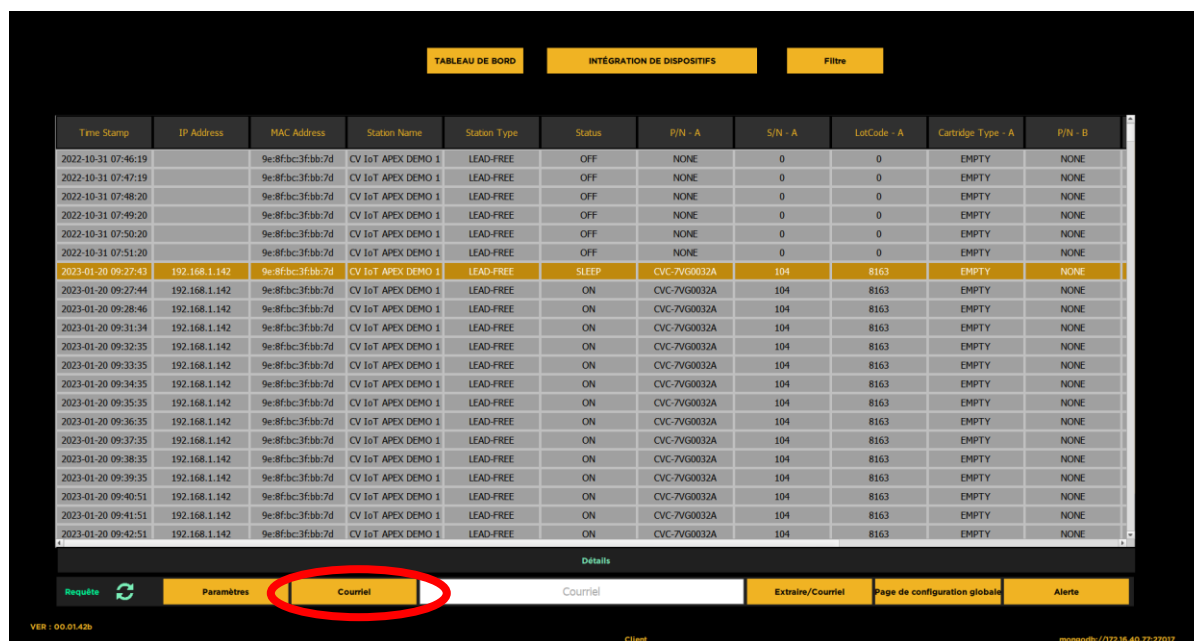 TABLEAU DE BORD INTÉGRATION DE DISPOSITIFS Filtre
Time Stamp IP Address MAC Address Station Name Station Type Status P/N - A S/N - A LotCode - A Cartridge Type - A P/N - B
2022-10-31 07:46:19 9e:8f:bc:3f:bb:7d CV IoT APEX DEMO 1 LEAD-FREE OFF NONE 0 0 EMPTY NONE
2022-10-31 07:47:19 9e:8f:bc:3f:bb:7d CV IoT APEX DEMO 1 LEAD-FREE OFF NONE 0 0 EMPTY NONE
2022-10-31 07:48:20 9e:8f:bc:3f:bb:7d CV IoT APEX DEMO 1 LEAD-FREE OFF NONE 0 0 EMPTY NONE
2022-10-31 07:49:20 9e:8f:bc:3f:bb:7d CV IoT APEX DEMO 1 LEAD-FREE OFF NONE 0 0 EMPTY NONE
2022-10-31 07:50:20 9e:8f:bc:3f:bb:7d CV IoT APEX DEMO 1 LEAD-FREE OFF NONE 0 0 EMPTY NONE
2022-10-31 07:51:20 9e:8f:bc:3f:bb:7d CV IoT APEX DEMO 1 LEAD-FREE OFF NONE 0 0 EMPTY NONE
2023-01-20 09:27:43 192.168.1.142 9e:8f:bc:3f:bb:7d CV IoT APEX DEMO 1 LEAD-FREE SLEEP CVC-7VG0032A 104 8163 EMPTY NONE
2023-01-20 09:27:44 192.168.1.142 9e:8f:bc:3f:bb:7d CV IoT APEX DEMO 1 LEAD-FREE ON CVC-7VG0032A 104 8163 EMPTY NONE
2023-01-20 09:28:46 192.168.1.142 9e:8f:bc:3f:bb:7d CV IoT APEX DEMO 1 LEAD-FREE ON CVC-7VG0032A 104 8163 EMPTY NONE
2023-01-20 09:31:34 192.168.1.142 9e:8f:bc:3f:bb:7d CV IoT APEX DEMO 1 LEAD-FREE ON CVC-7VG0032A 104 8163 EMPTY NONE
2023-01-20 09:32:35 192.168.1.142 9e:8f:bc:3f:bb:7d CV IoT APEX DEMO 1 LEAD-FREE ON CVC-7VG0032A 104 8163 EMPTY NONE
2023-01-20 09:33:35 192.168.1.142 9e:8f:bc:3f:bb:7d CV IoT APEX DEMO 1 LEAD-FREE ON CVC-7VG0032A 104 8163 EMPTY NONE
2023-01-20 09:34:35 192.168.1.142 9e:8f:bc:3f:bb:7d CV IoT APEX DEMO 1 LEAD-FREE ON CVC-7VG0032A 104 8163 EMPTY NONE
2023-01-20 09:35:35 192.168.1.142 9e:8f:bc:3f:bb:7d CV IoT APEX DEMO 1 LEAD-FREE ON CVC-7VG0032A 104 8163 EMPTY NONE
2023-01-20 09:36:35 192.168.1.142 9e:8f:bc:3f:bb:7d CV IoT APEX DEMO 1 LEAD-FREE ON CVC-7VG0032A 104 8163 EMPTY NONE
2023-01-20 09:37:35 192.168.1.142 9e:8f:bc:3f:bb:7d CV IoT APEX DEMO 1 LEAD-FREE ON CVC-7VG0032A 104 8163 EMPTY NONE
2023-01-20 09:38:35 192.168.1.142 9e:8f:bc:3f:bb:7d CV IoT APEX DEMO 1 LEAD-FREE ON CVC-7VG0032A 104 8163 EMPTY NONE
2023-01-20 09:39:35 192.168.1.142 9e:8f:bc:3f:bb:7d CV IoT APEX DEMO 1 LEAD-FREE ON CVC-7VG0032A 104 8163 EMPTY NONE
2023-01-20 09:40:51 192.168.1.142 9e:8f:bc:3f:bb:7d CV IoT APEX DEMO 1 LEAD-FREE ON CVC-7VG0032A 104 8163 EMPTY NONE
2023-01-20 09:41:51 192.168.1.142 9e:8f:bc:3f:bb:7d CV IoT APEX DEMO 1 LEAD-FREE ON CVC-7VG0032A 104 8163 EMPTY NONE
2023-01-20 09:42:51 192.168.1.142 9e:8f:bc:3f:bb:7d CV IoT APEX DEMO 1 LEAD-FREE ON CVC-7VG0032A 104 8163 EMPTY NONE
Détails
Requête Paramètres Courriel Courriel Extraire/Courriel Page de configuration globale Alerte
VER : 00.01.42b
Client mongodb://172.16.40.77:27017